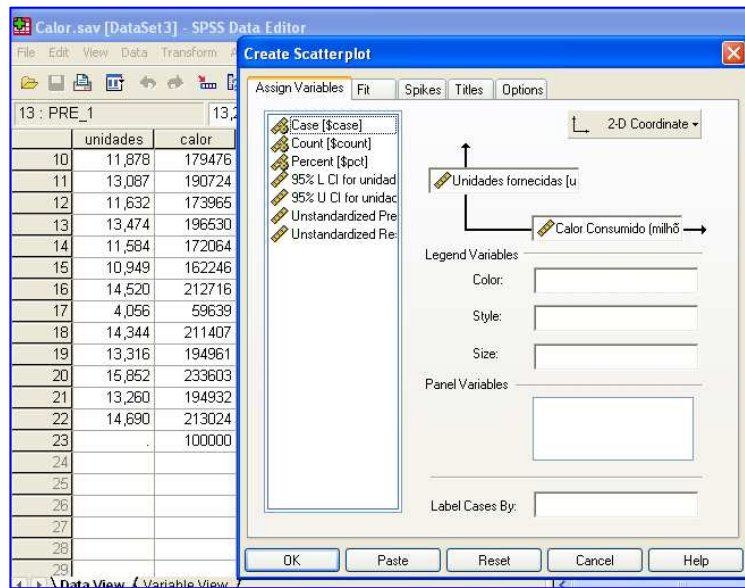 Calor.sav [DataSet3] - SPSS Data Editor
File Edit View Data Transform
13 : PRE_1
unidades calor
10 11,878 179476
11 13,087 190724
12 11,632 173965
13 13,474 196530
14 11,584 172064
15 10,949 162246
16 14,520 212716
17 4,056 59639
18 14,344 211407
19 13,316 194961
20 15,852 233603
21 13,260 194932
22 14,690 213024
23 . 100000
24
25
26
27
28
29
Data View Variable View
Create Scatterplot
Assign Variables Fit Spikes Titles Options
Case [$case]
Count [$count]
Percent [$pct]
95% L CI for unidad
95% U CI for unidad
Unstandardized Pre
Unstandardized Re
2-D Coordinate
Unidades fornecidas [u
Calor Consumido (milhõ
Legend Variables
Color:
Style:
Size:
Panel Variables
Label Cases By:
OK Paste Reset Cancel Help